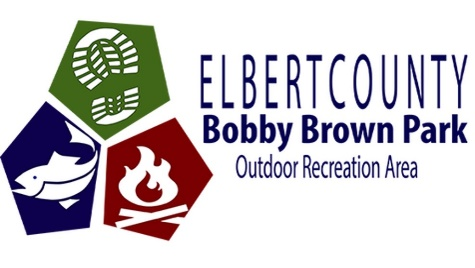 ELBERTCOUNTY
Bobby Brown Park
Outdoor Recreation Area